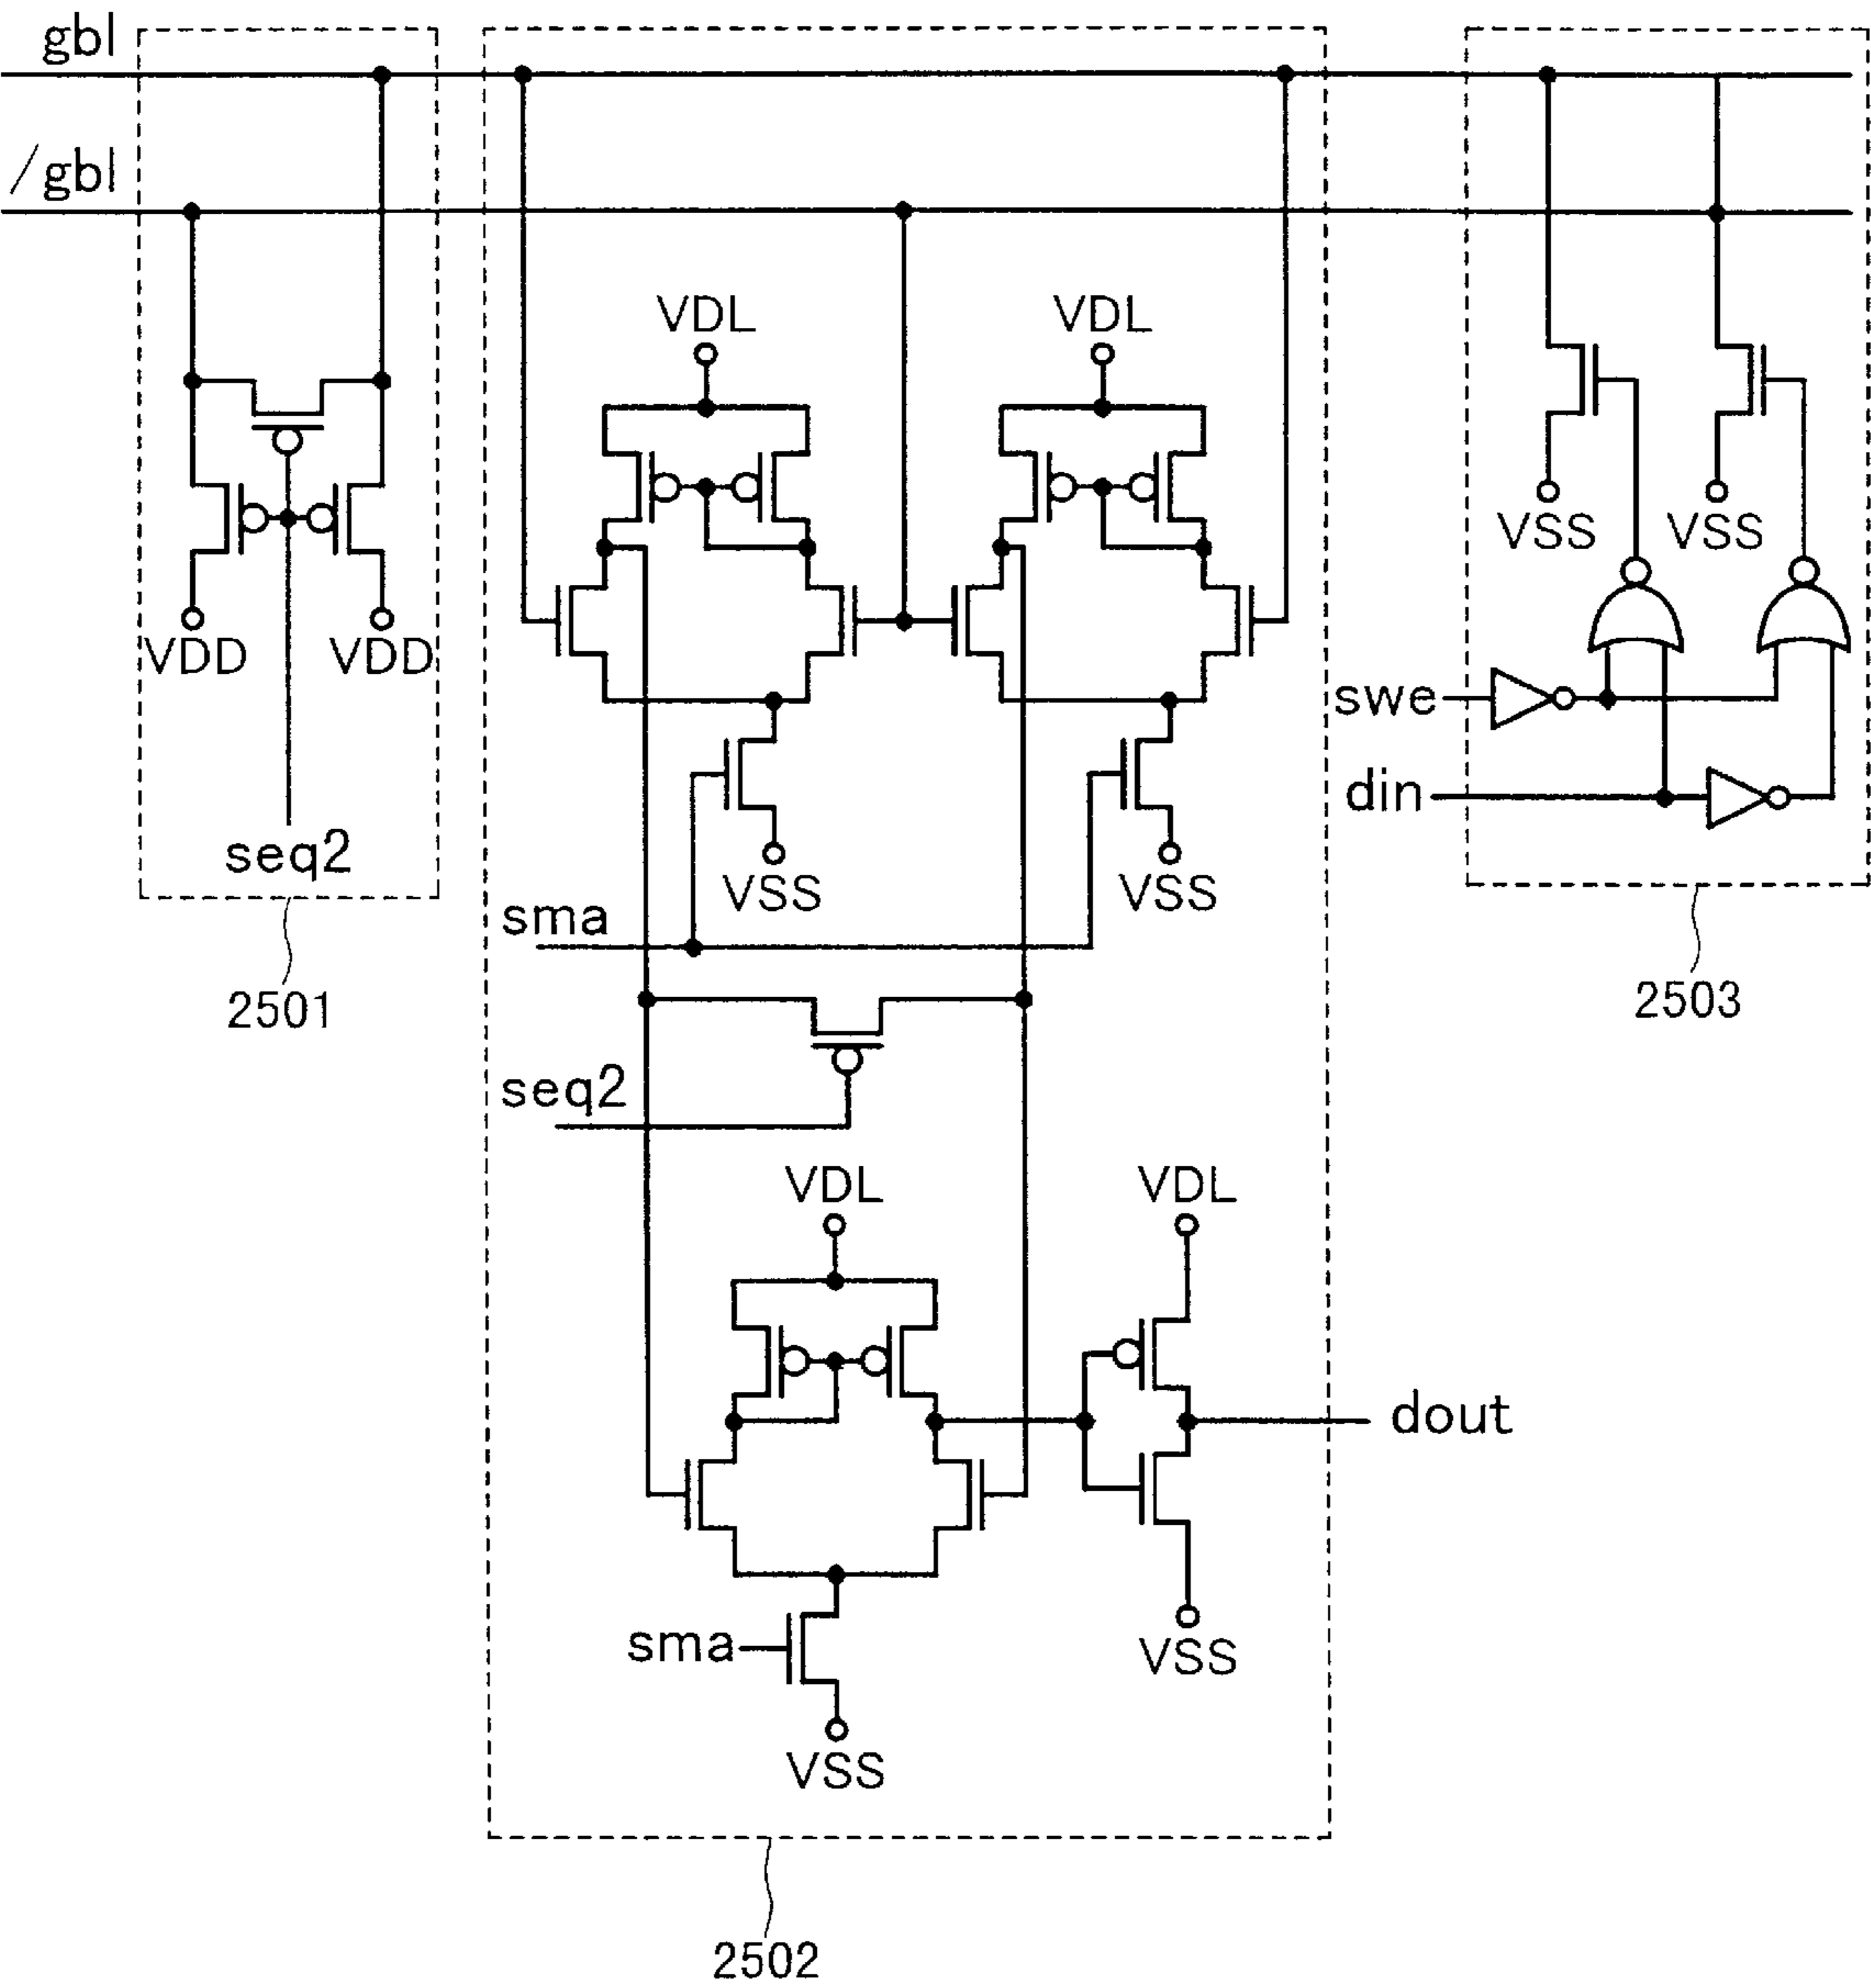 gbl
/gbl
VDL VDL
VSS VSS
VDD VDD
swe
din
seq2
VSS VSS
sma
2501
2503
seq2
VDL VDL
dout
sma
VSS
VSS
2502